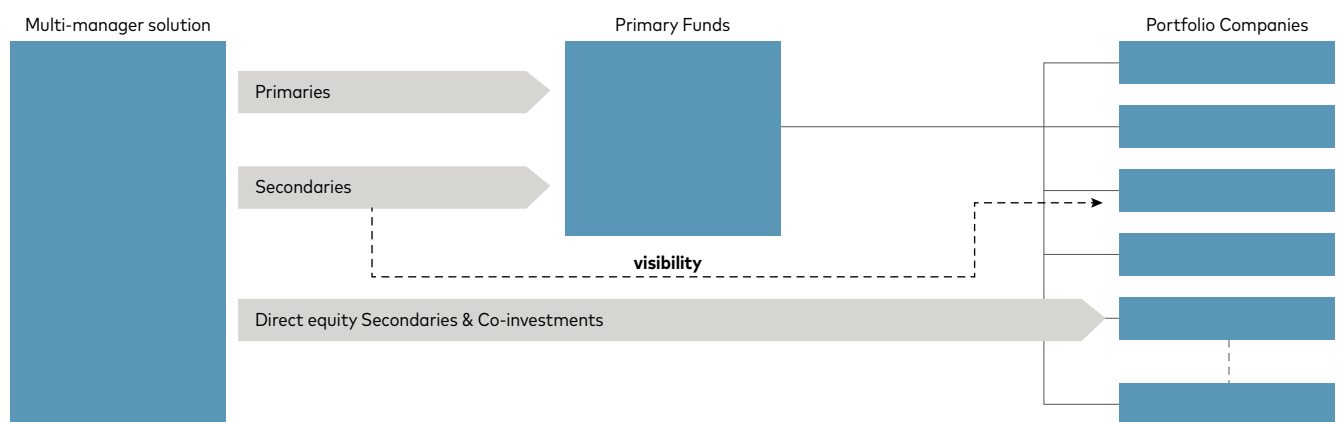 Multi-manager solution
Primary Funds
Portfolio Companies
Primaries
Secondaries
visibility
Direct equity Secondaries & Co-investments